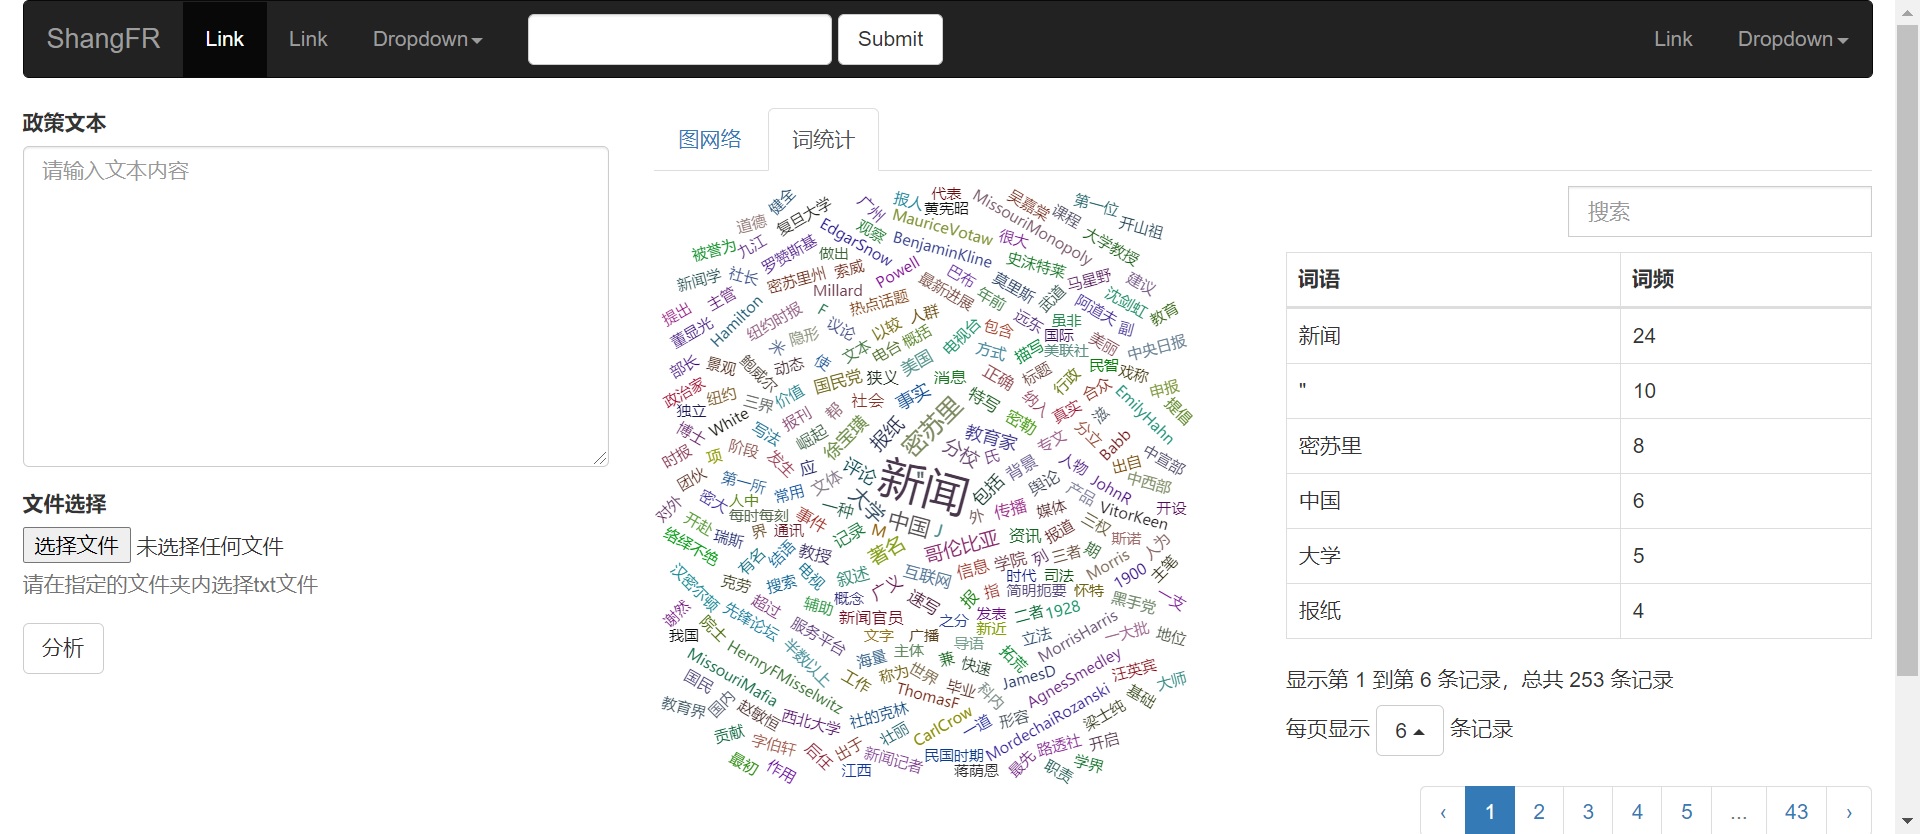 ShangFR Link Link Dropdown Submit Link Dropdown
政策文本
请输入文本内容
文件选择
选择文件 未选择任何文件
请在指定的文件夹内选择txt文件
分析
图网络 词统计
健全
道德
复旦大学
广州
报人
代表
黄宪昭
MissouriMonopoly
吴嘉棠
课程
第一位
开山祖
被誉为
九江
罗赞斯基
EdgarSnow
观察
MauriceVotaw
BenjaminKline
很大
大学教授
新闻学
社长
密苏里州
做出
索威
Powell
最新进展
巴布
史沫特莱
莫里斯
街道
马星野
建议
提出
主管
Hamilton
Millard
热点话题
年前
阿道夫
沈剑虹
副
教育
董显光
纽约时报
F
议论
以较
人群
远东
虽非
国际
美丽
中央日报
米
隐形
文本
电台
概括
电视台
包含
方式
描写
美联社
部长
景观
鲍威尔
动态
使
国民党
狭义
美国
消息
正确
标题
行政
民智
戏称
政治家
纽约
三界
价值
报刊
帮
社会
事实
特写
纳入
合众
EmilyHahn
申报
提倡
独立
White
写法
崛起
徐宝璜
报纸
密苏里
密勒
真实
滋
博士
时报
项
阶段
发生
应
评论
分校
教育家
氏
专文
分立
Babb
团伙
第一所
常用
文体
新闻
包括
背景
舆论
人物
出自
中宣部
中西部
对外
密大
人中
每时每刻
事件
一种
大学
中国
J
外
传播
媒体
产品
JohnR
VitorKeen
开设
开赴
瑞斯
界
通讯
记录
M
著名
哥伦比亚
资讯
报道
三权
斯诺
络绎不绝
有名
结语
教授
信息
学院
列
三者
期
Morris
人为
主笔
汉密尔顿
克劳
搜索
电视
叙述
互联网
时代
司法
1900
谢然
先锋论坛
超过
辅助
概念
广义
速写
报
指
简明扼要
怀特
黑手党
一支
我国
院士
服务平台
新闻官员
之分
发表
新近
二者
1928
HernryFMisselwitz
半数以上
文字
广播
导语
立法
MorrisHarris
一大批
地位
MissouriMafia
海量
主体
兼
快速
拓荒
JamesD
AgnesSmedley
汪英宾
大师
国民
国内
工作
称为
世界
ThomasF
毕业
科内
MordechaiRozanski
基础
教育界
赵敏恒
西北大学
社的克林
CarlCrow
一道
形容
梁士纯
贡献
字伯轩
后任
出于
壮丽
新闻记者
民国时期
路透社
开启
最初
作用
江西
蒋荫恩
最先
职责
学界
搜索
词语 词频
新闻 24
" 10
密苏里 8
中国 6
大学 5
报纸 4
显示第 1 到第 6 条记录，总共 253 条记录
每页显示 6 条记录
‹ 1 2 3 4 5 ... 43 ›